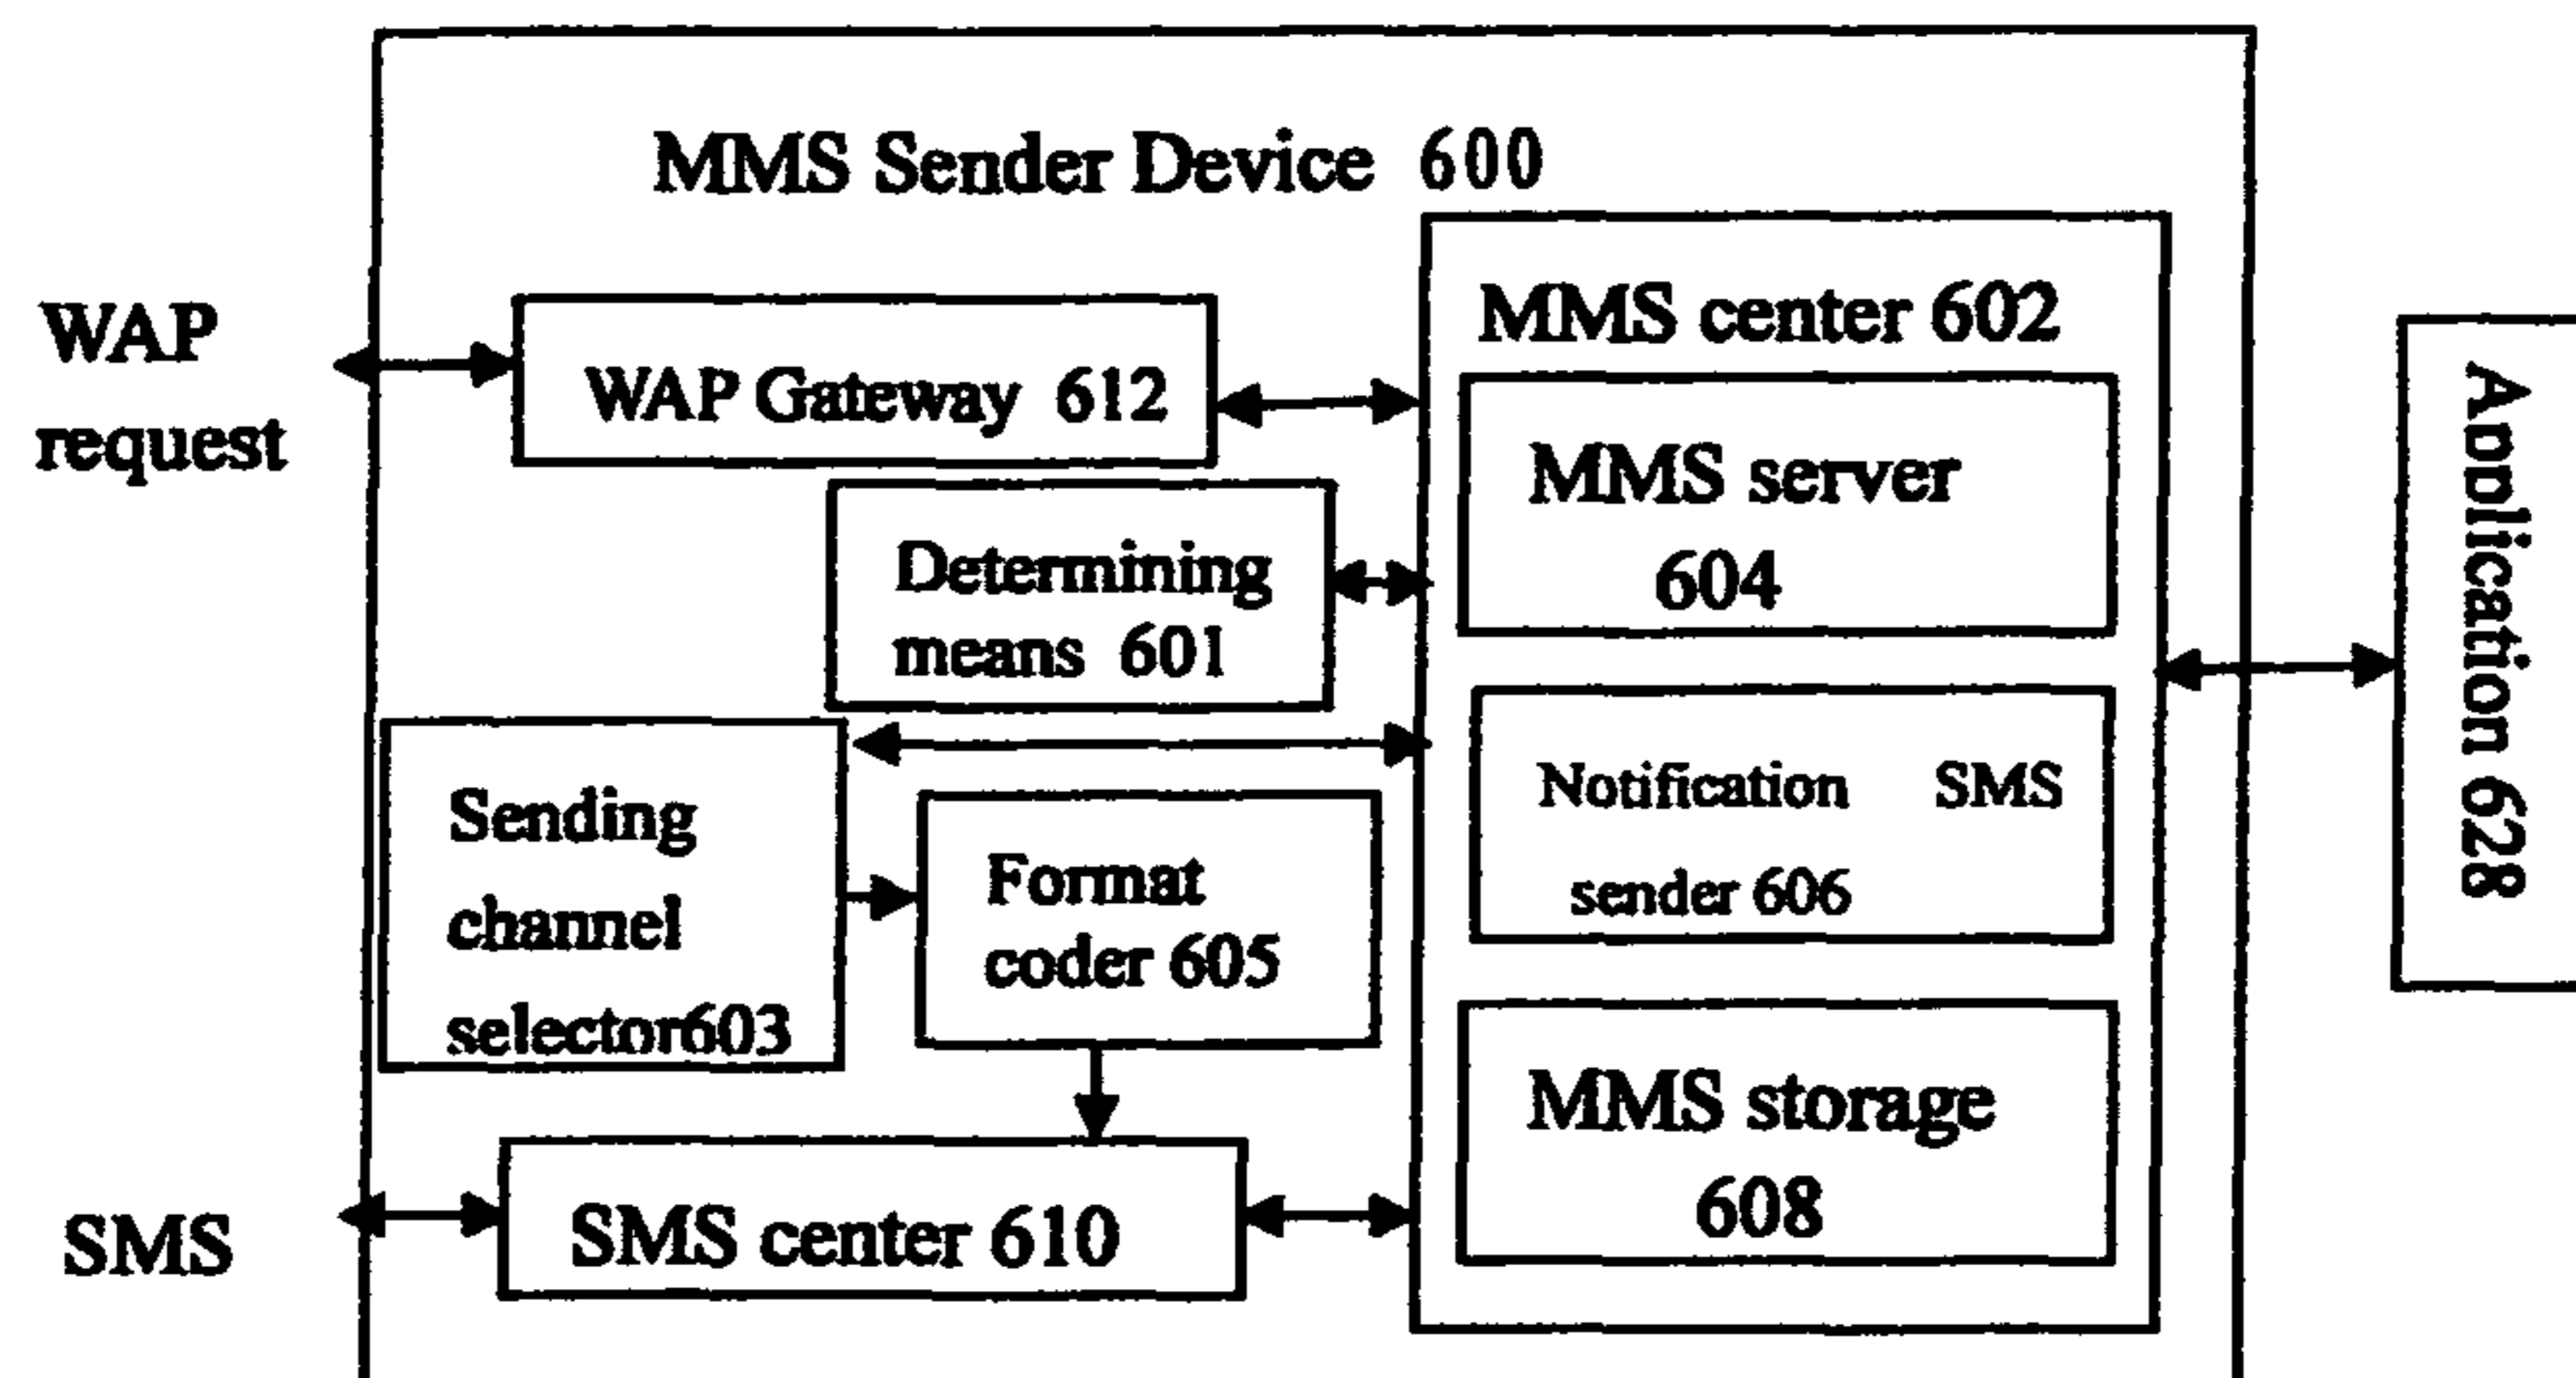 MMS Sender Device 600
WAP
request
WAP Gateway 612
Determining
means 601
Sending
channel
selector603
Format
coder 605
SMS
SMS center 610
MMS center 602
MMS server
604
Notification SMS
sender 606
MMS storage
608
Application 628